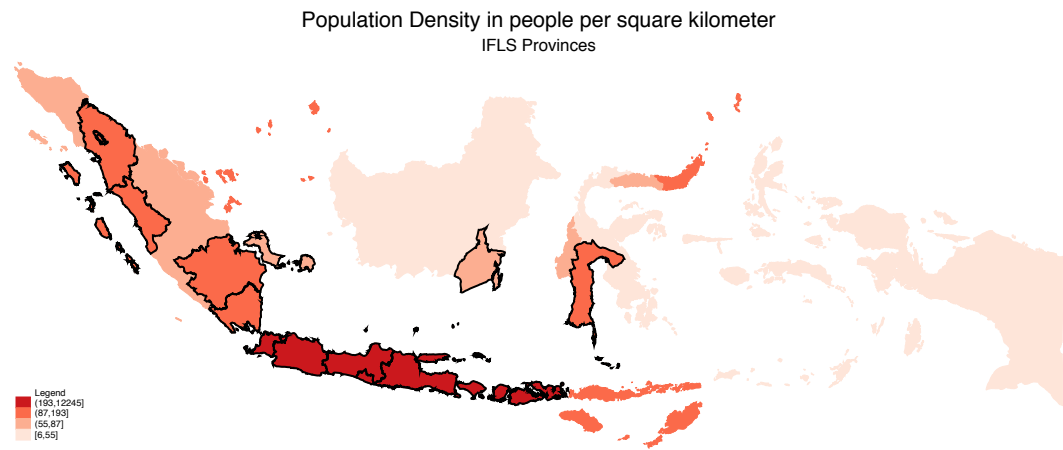 Population Density in people per square kilometer
IFLS Provinces
Legend
(193,12245]
(87,193]
(55,87]
[6,55]